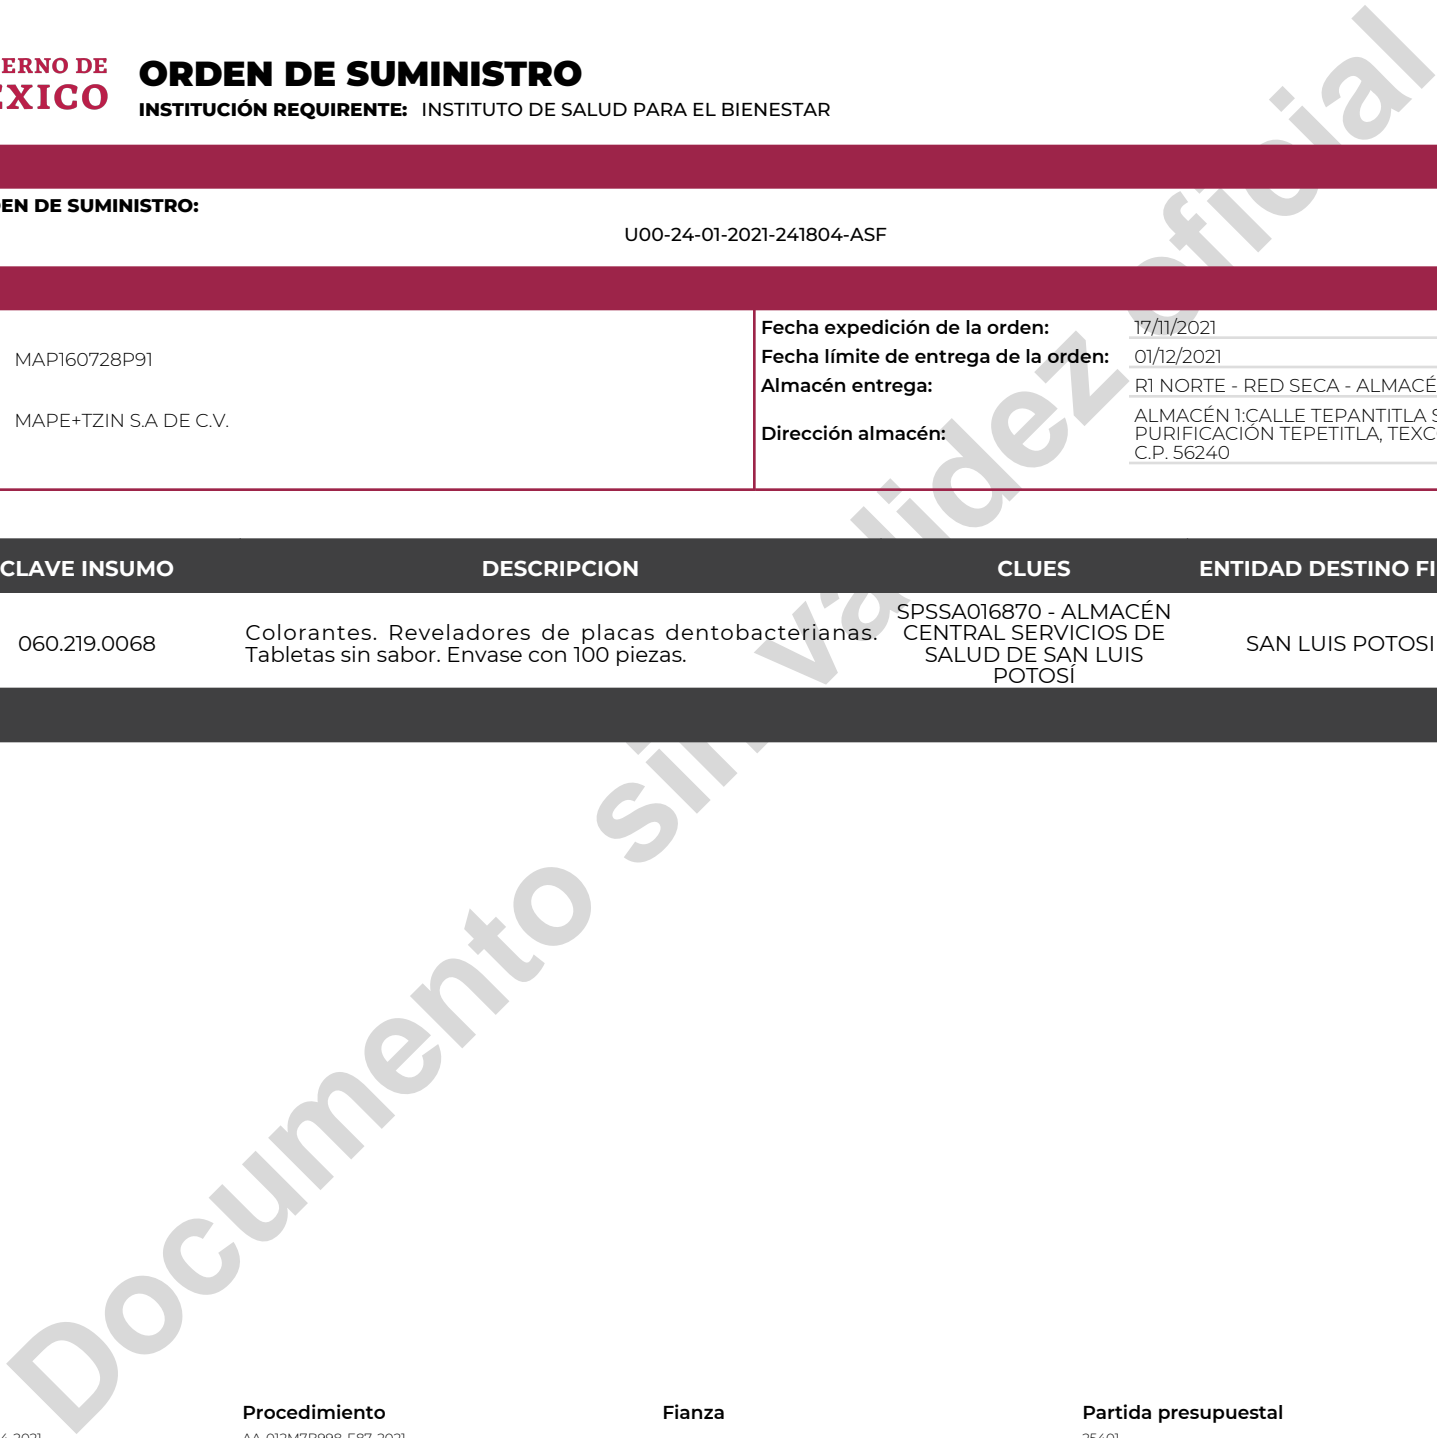 ERNO DE
ORDEN DE SUMINISTRO
INSTITUCIÓN REQUIRENTE: INSTITUTO DE SALUD PARA EL BIENESTAR
EN DE SUMINISTRO:
U00-24-01-2021-241804-ASF
MAP160728P91
MAPE+TZIN S.A DE C.V.
Fecha expedición de la orden: 17/11/2021
Fecha límite de entrega de la orden: 01/12/2021
Almacén entrega: R1 NORTE - RED SECA - ALMACÉ
Dirección almacén:
ALMACÉN 1:CALLE TEPANTITLA S
PURIFICACIÓN TEPETITLA, TEXC
C.P. 56240
CLAVE INSUMO DESCRIPCION CLUES ENTIDAD DESTINO FI
060.219.0068
Colorantes. Reveladores de placas dentobacterianas.
Tabletas sin sabor. Envase con 100 piezas.
SPSSA016870 - ALMACÉN
CENTRAL SERVICIOS DE
SALUD DE SAN LUIS
POTOSÍ
SAN LUIS POTOSI
Documento sin validez oficial
Procedimiento Fianza Partida presupuestal